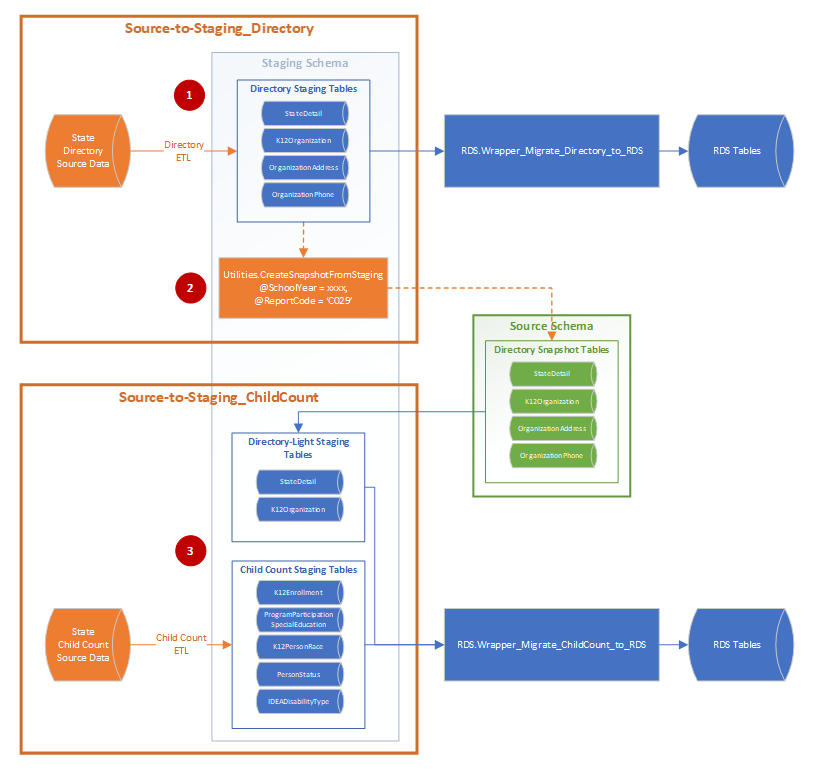 Source-to-Staging_Directory
Staging Schema
1
Directory Staging Tables
StateDetail
K12Organization
OrganizationAddress
OrganizationPhone
State
Directory
Source Data
Directory
ETL
RDS.Wrapper_Migrate_Directory_to_RDS
RDS Tables
2
Utilities.CreateSnapshotFromStaging
@SchoolYear = xxxx,
@ReportCode = 'C029'
Source Schema
Directory Snapshot Tables
StateDetail
K12Organization
OrganizationAddress
OrganizationPhone
Source-to-Staging_ChildCount
Directory-Light Staging
Tables
StateDetail
K12Organization
3
Child Count Staging Tables
K12Enrollment
ProgramParticipation
SpecialEducation
K12PersonRace
PersonStatus
IDEADisabilityType
State
Child Count
Source Data
Child Count
ETL
RDS.Wrapper_Migrate_ChildCount_to_RDS
RDS Tables